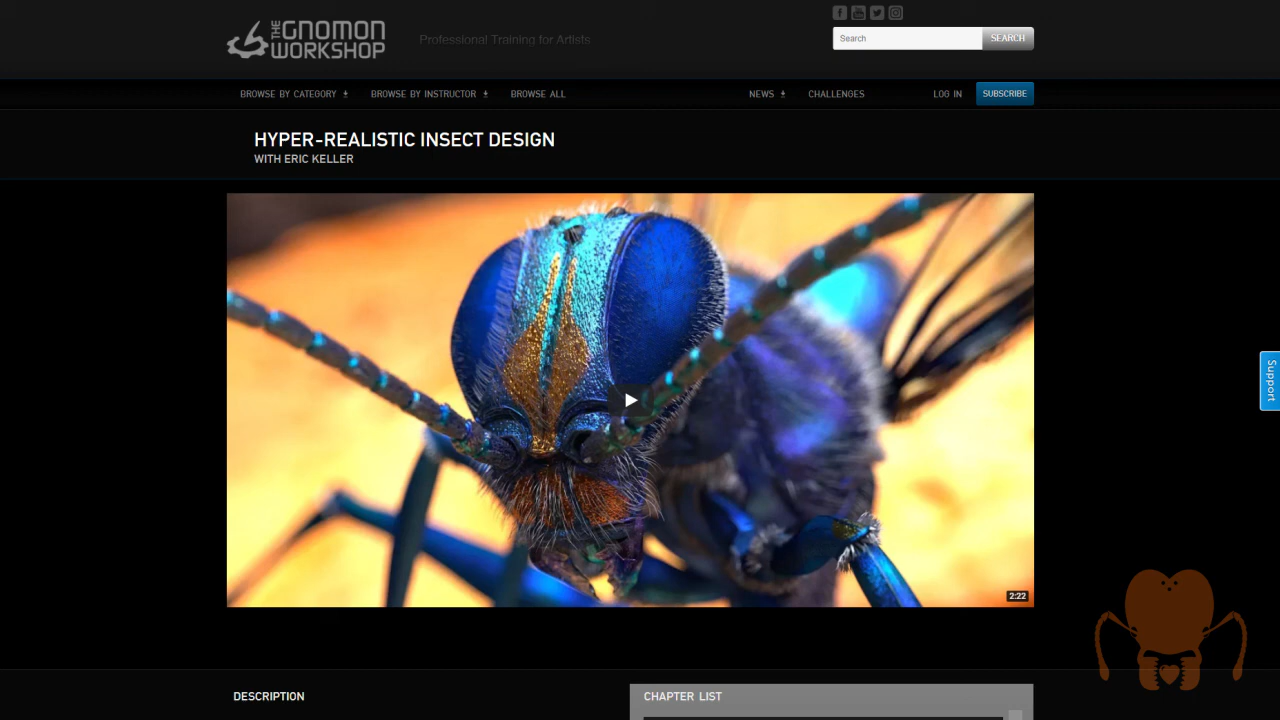 THE GNOMON WORKSHOP
Professional Training for Artists
Search
SEARCH
BROWSE BY CATEGORY
BROWSE BY INSTRUCTOR
BROWSE ALL
NEWS
CHALLENGES
LOG IN
SUBSCRIBE
HYPER-REALISTIC INSECT DESIGN
WITH ERIC KELLER
Support
2:22
DESCRIPTION
CHAPTER LIST